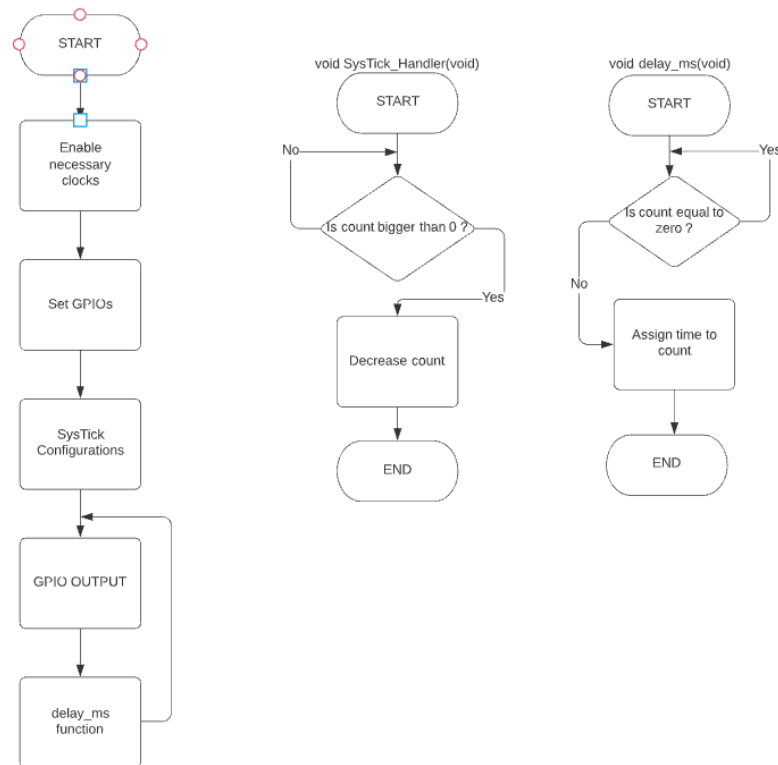 START
Enable
necessary
clocks
Set GPIOs
SysTick
Configurations
GPIO OUTPUT
delay_ms
function
void SysTick_Handler(void)
START
No
Is count bigger than 0 ?
Yes
Decrease count
END
void delay_ms(void)
START
Yes
Is count equal to
zero ?
No
Assign time to
count
END